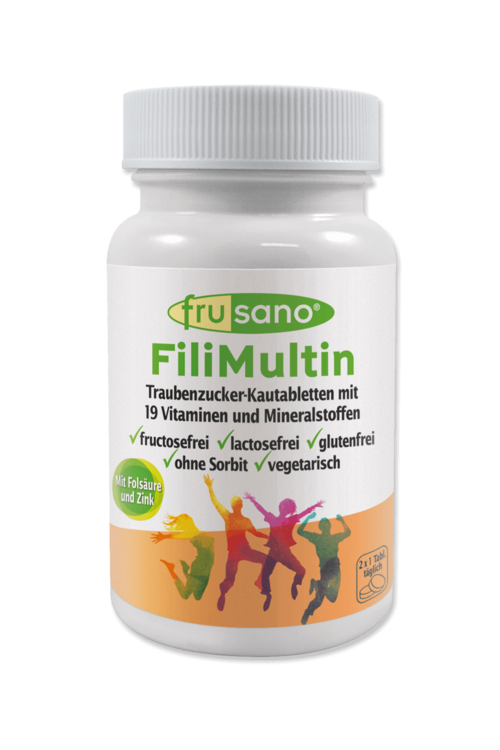 frusano®
FiliMultin
Traubenzucker-Kautabletten mit
19 Vitaminen und Mineralstoffen
✓fructosefrei ✓lactosefrei ✓glutenfrei
✓ohne Sorbit ✓vegetarisch
Mit Folsäure
und Zink
2 x 1 Tabl.
täglich